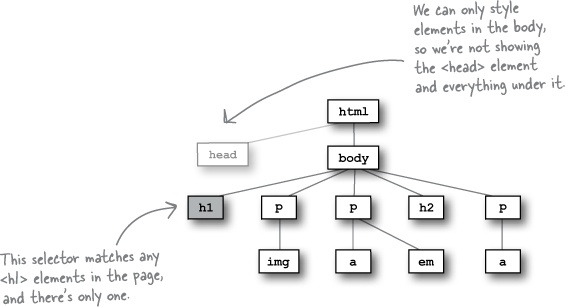 We can only style
elements in the body,
so we're not showing
the <head> element
and everything under it.
html
head
body
h1
p
p
h2
p
img
a
em
a
This selector matches any
<h1> elements in the page,
and there's only one.